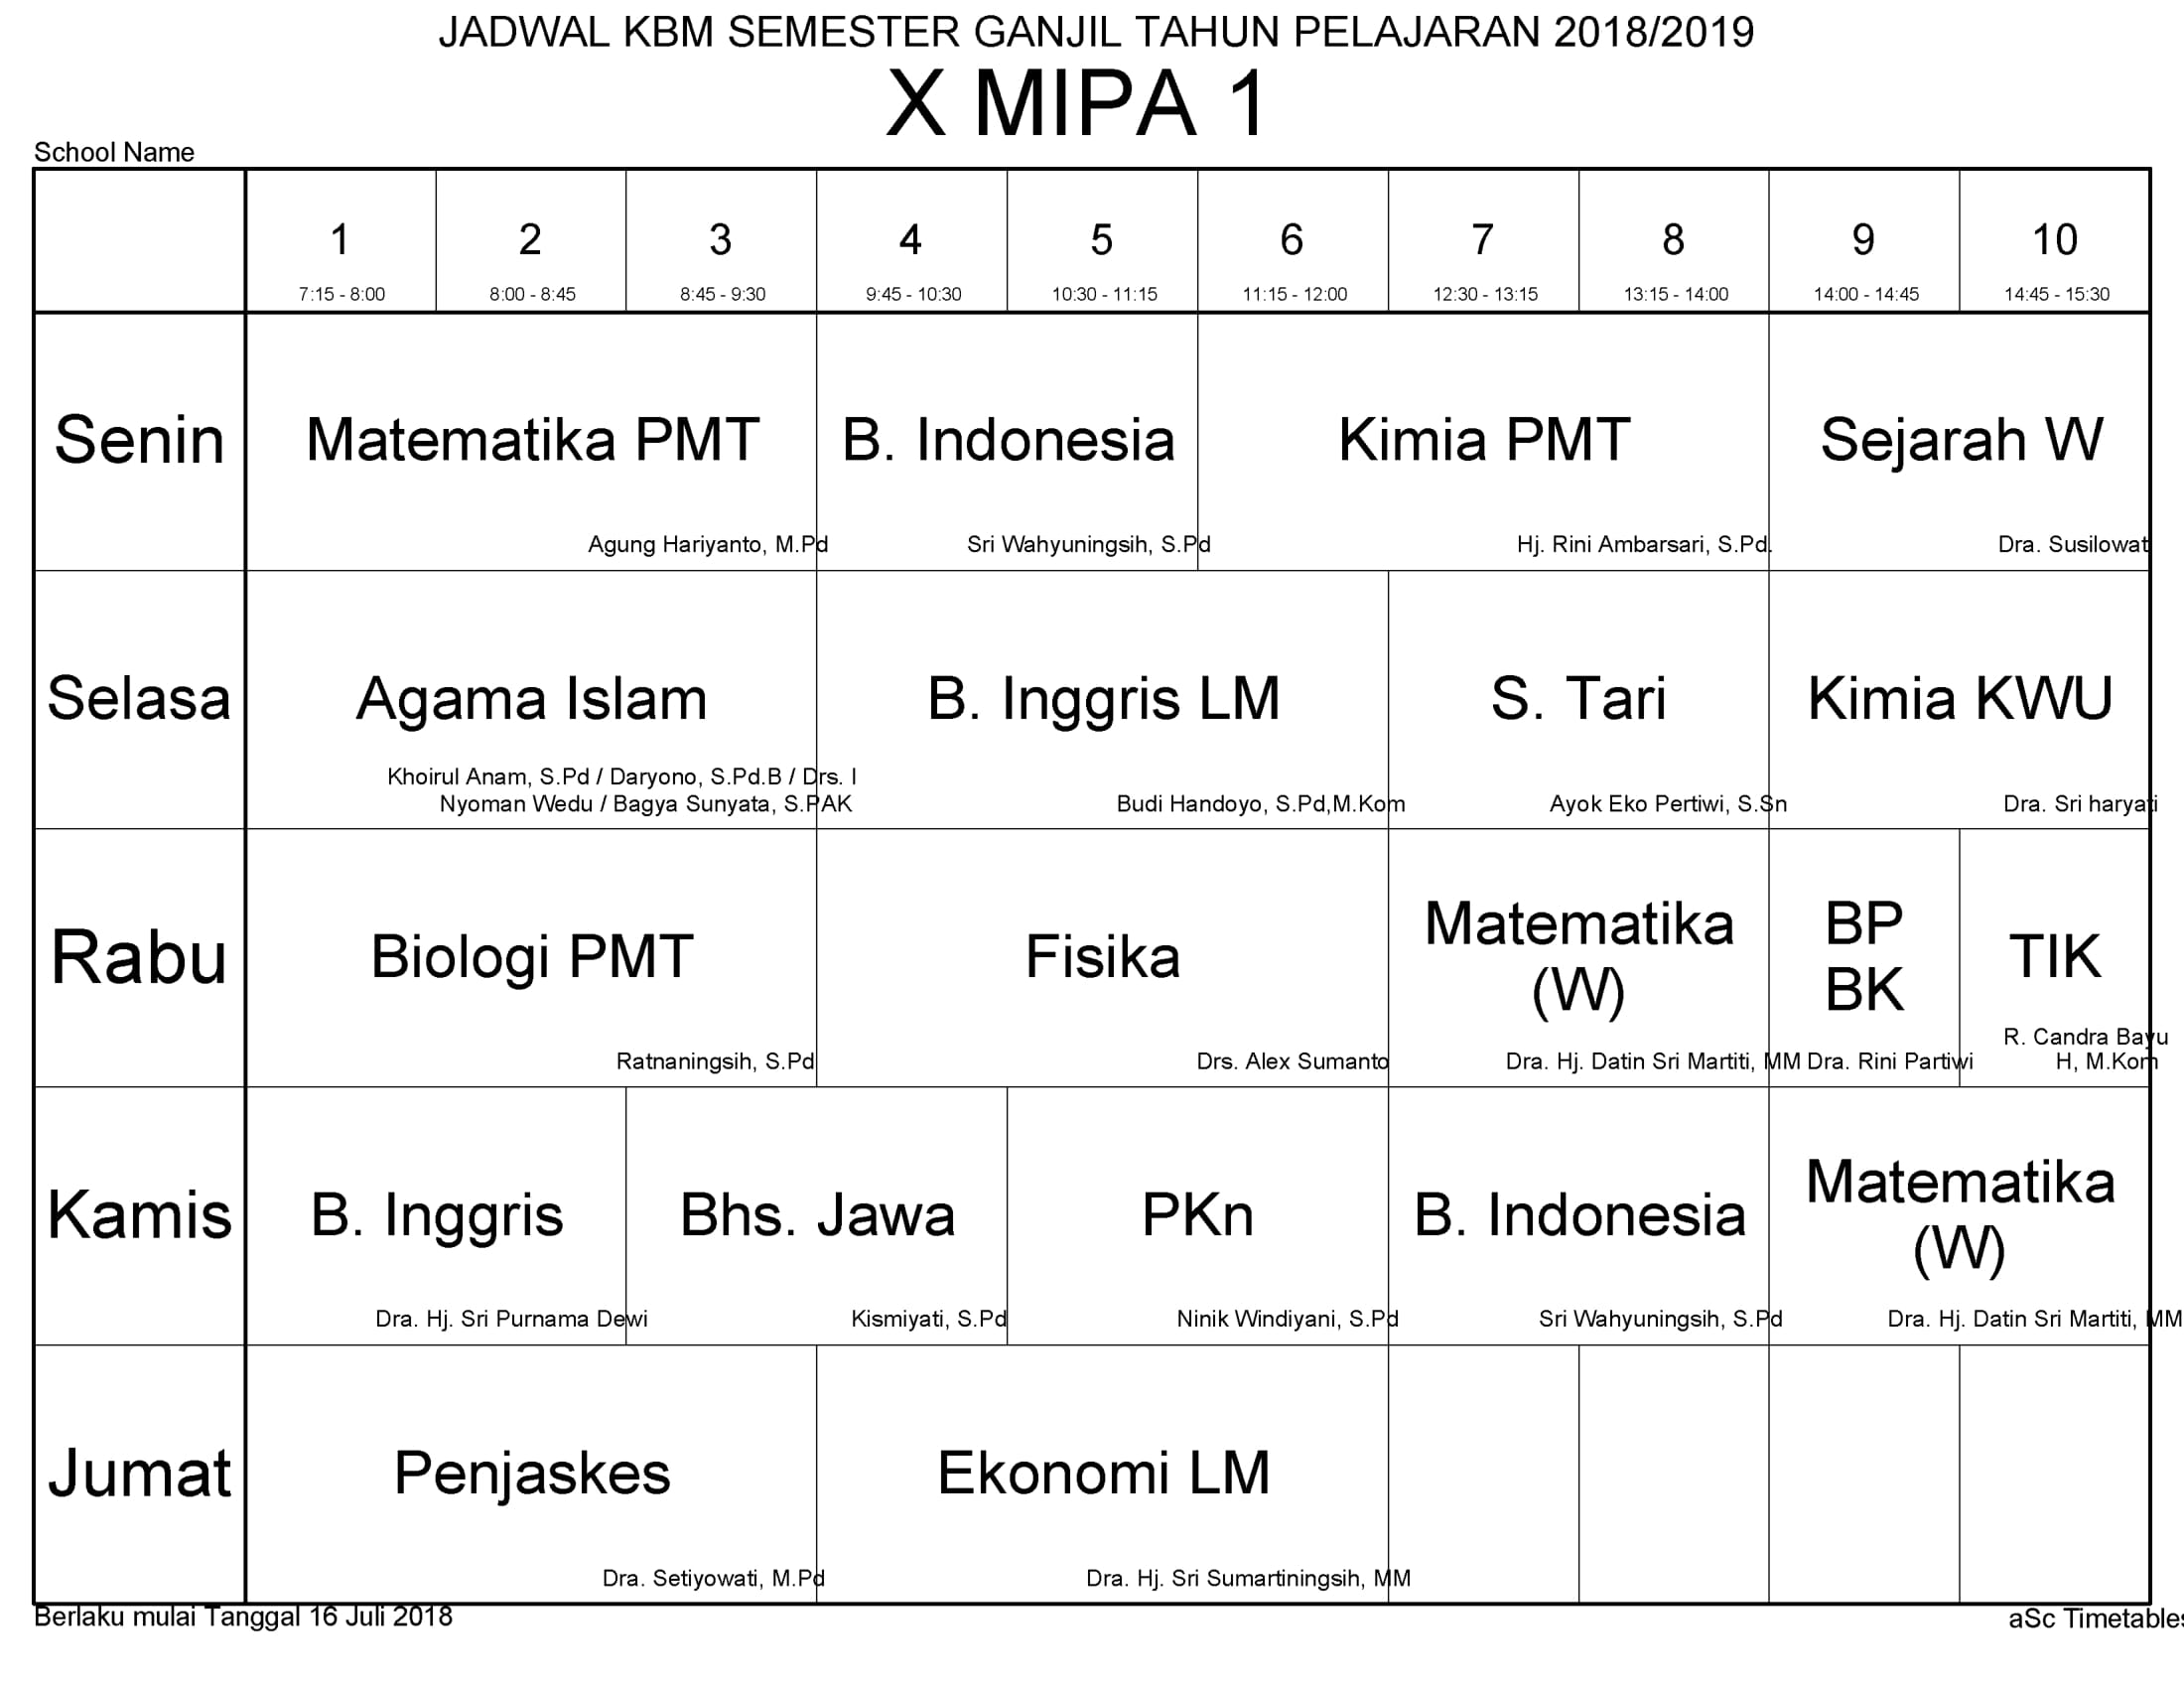 JADWAL KBM SEMESTER GANJIL TAHUN PELAJARAN 2018/2019
X MIPA 1
School Name
1 2 3 4 5 6 7 8 9 10
7:15 - 8:00 8:00 - 8:45 8:45 - 9:30 9:45 - 10:30 10:30 - 11:15 11:15 - 12:00 12:30 - 13:15 13:15 - 14:00 14:00 - 14:45 14:45 - 15:30
Senin Matematika PMT B. Indonesia Kimia PMT Sejarah W
Agung Hariyanto, M.Pd Sri Wahyuningsih, S.Pd Hj. Rini Ambarsari, S.Pd. Dra. Susilowat
Selasa Agama Islam B. Inggris LM S. Tari Kimia KWU
Khoirul Anam, S.Pd / Daryono, S.Pd.B / Drs. I
Nyoman Wedu / Bagya Sunyata, S.PAK Budi Handoyo, S.Pd,M.Kom Ayok Eko Pertiwi, S.Sn Dra. Sri haryati
Matematika BP
Rabu Biologi PMT Fisika TIK
(W) BK
R. Candra Bayu
Ratnaningsih, S.Pd Drs. Alex Sumanto Dra. Hj. Datin Sri Martiti, MM Dra. Rini Partiwi H, M.Kom
Matematika
Kamis B. Inggris Bhs. Jawa PKn B. Indonesia
(W)
Dra. Hj. Sri Purnama Dewi Kismiyati, S.Pd Ninik Windiyani, S.Pd Sri Wahyuningsih, S.Pd Dra. Hj. Datin Sri Martiti, MM
Jumat Penjaskes Ekonomi LM
Dra. Setiyowati, M.Pd Dra. Hj. Sri Sumartiningsih, MM
Berlaku mulai Tanggal 16 Juli 2018 aSc Timetables